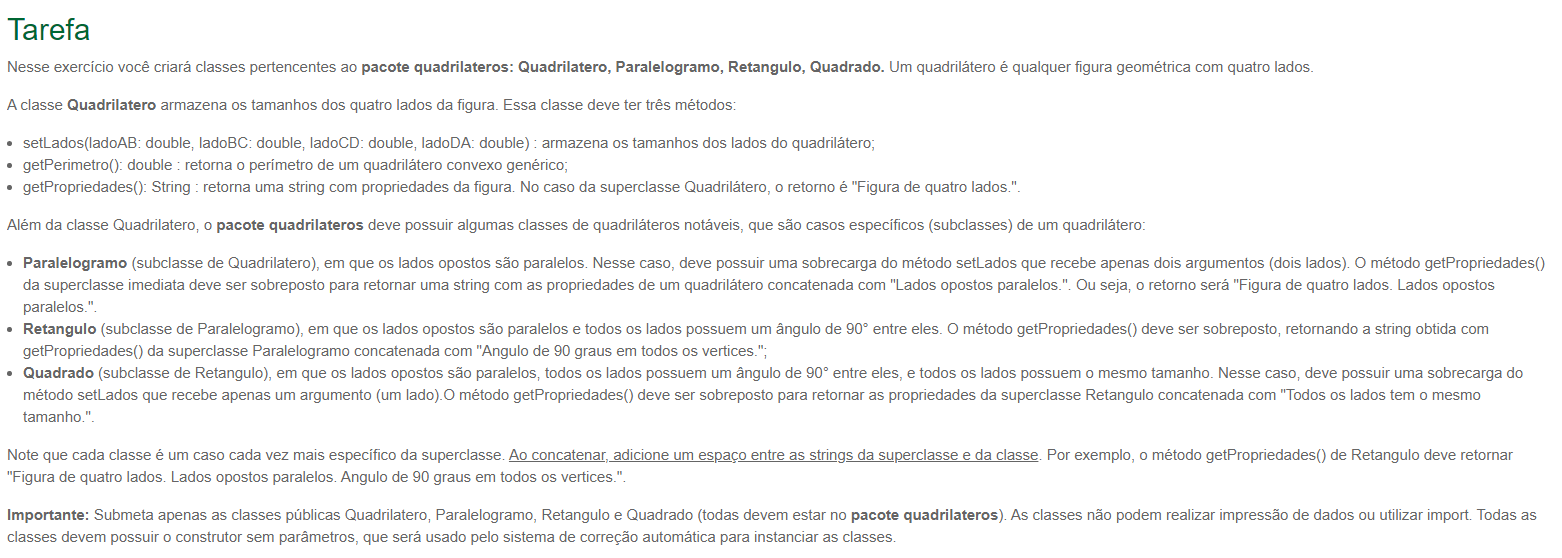 Tarefa
Nesse exercício você criará classes pertencentes ao pacote quadrilateros: Quadrilatero, Paralelogramo, Retangulo, Quadrado. Um quadrilátero é qualquer figura geométrica com quatro lados.
A classe Quadrilatero armazena os tamanhos dos quatro lados da figura. Essa classe deve ter três métodos:
• setLados(ladoAB: double, ladoBC: double, ladoCD: double, ladoDA: double) : armazena os tamanhos dos lados do quadrilátero;
• getPerimetro(): double : retorna o perímetro de um quadrilátero convexo genérico;
• getPropriedades(): String : retorna uma string com propriedades da figura. No caso da superclasse Quadrilátero, o retorno é "Figura de quatro lados.".
Além da classe Quadrilatero, o pacote quadrilateros deve possuir algumas classes de quadriláteros notáveis, que são casos específicos (subclasses) de um quadrilátero:
• Paralelogramo (subclasse de Quadrilatero), em que os lados opostos são paralelos. Nesse caso, deve possuir uma sobrecarga do método setLados que recebe apenas dois argumentos (dois lados). O método getPropriedades()
da superclasse imediata deve ser sobreposto para retornar uma string com as propriedades de um quadrilátero concatenada com "Lados opostos paralelos.". Ou seja, o retorno será "Figura de quatro lados. Lados opostos
paralelos.".
• Retangulo (subclasse de Paralelogramo), em que os lados opostos são paralelos e todos os lados possuem um ângulo de 90° entre eles. O método getPropriedades() deve ser sobreposto, retornando a string obtida com
getPropriedades() da superclasse Paralelogramo concatenada com "Angulo de 90 graus em todos os vertices.";
• Quadrado (subclasse de Retangulo), em que os lados opostos são paralelos, todos os lados possuem um ângulo de 90° entre eles, e todos os lados possuem o mesmo tamanho. Nesse caso, deve possuir uma sobrecarga do
método setLados que recebe apenas um argumento (um lado).O método getPropriedades() deve ser sobreposto para retornar as propriedades da superclasse Retangulo concatenada com "Todos os lados tem o mesmo
tamanho.".
Note que cada classe é um caso cada vez mais específico da superclasse. Ao concatenar, adicione um espaço entre as strings da superclasse e da classe. Por exemplo, o método getPropriedades() de Retangulo deve retornar
"Figura de quatro lados. Lados opostos paralelos. Angulo de 90 graus em todos os vertices.".
Importante: Submeta apenas as classes públicas Quadrilatero, Paralelogramo, Retangulo e Quadrado (todas devem estar no pacote quadrilateros). As classes não podem realizar impressão de dados ou utilizar import. Todas as
classes devem possuir o construtor sem parâmetros, que será usado pelo sistema de correção automática para instanciar as classes.